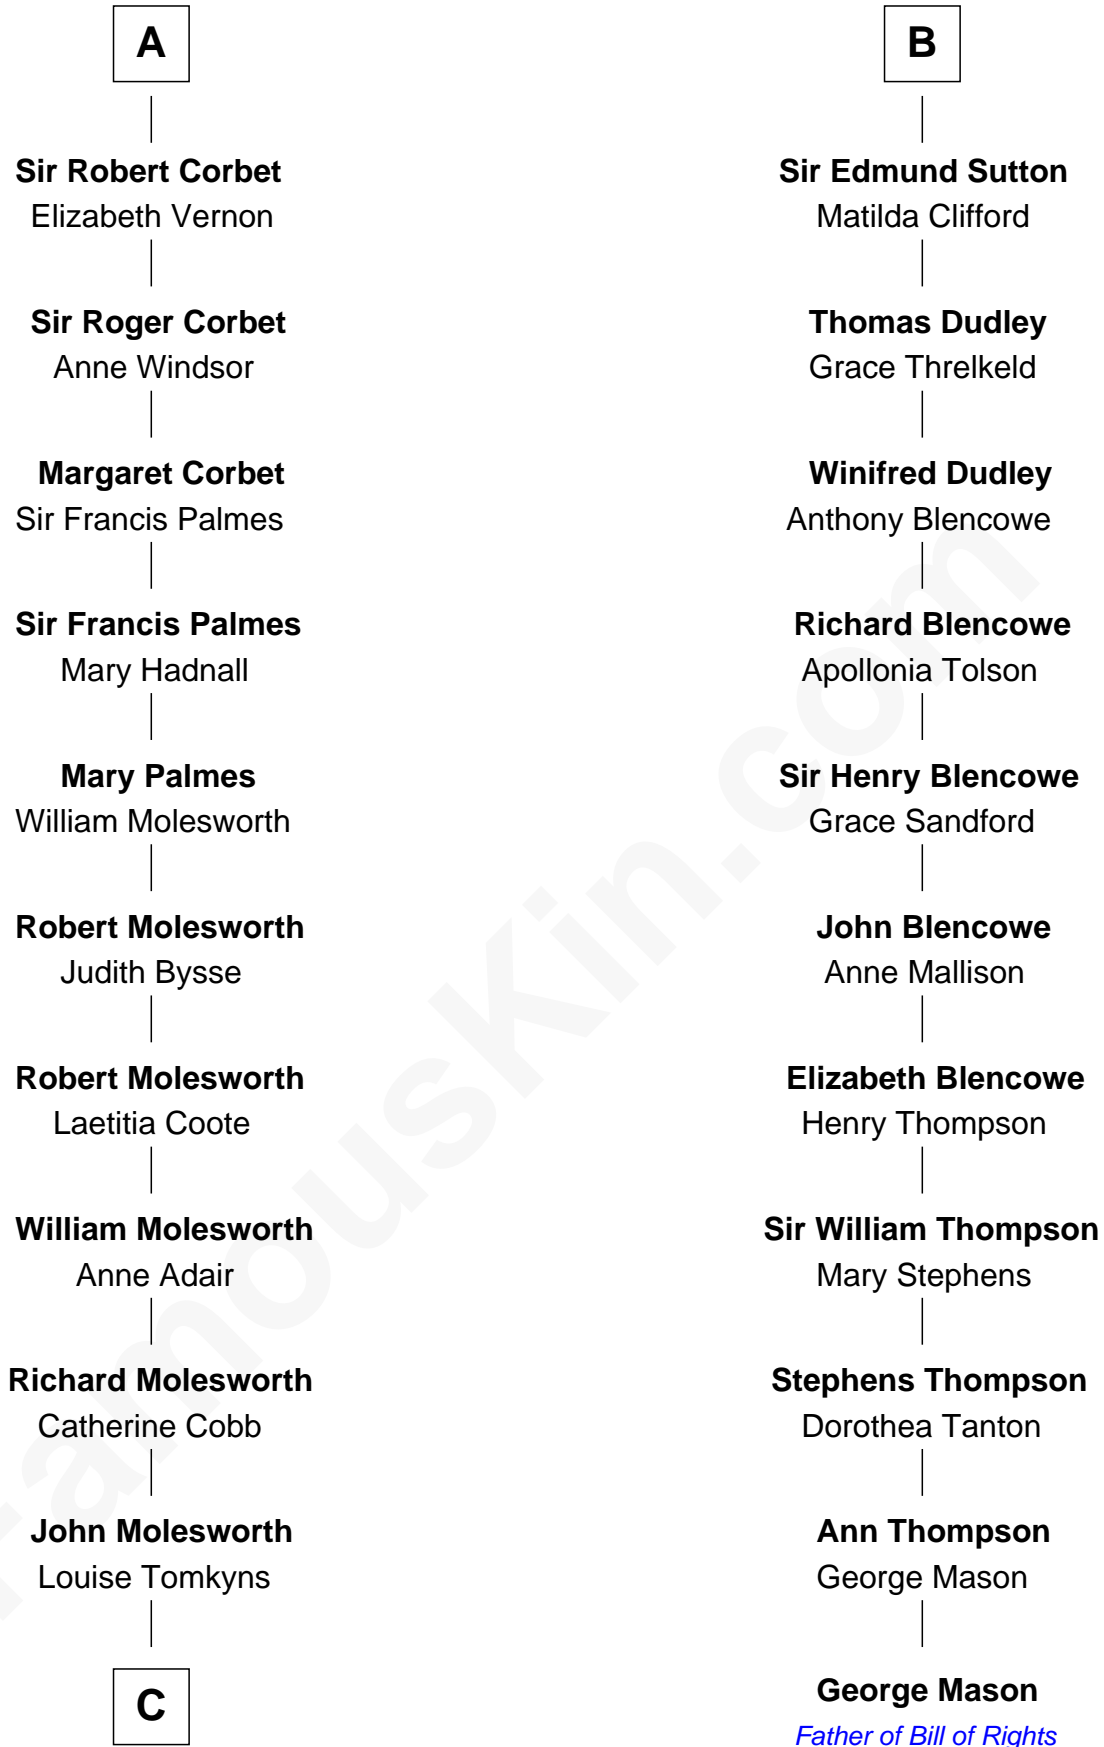 A
Sir Robert Corbet
Elizabeth Vernon
Sir Roger Corbet
Anne Windsor
Margaret Corbet
Sir Francis Palmes
Sir Francis Palmes
Mary Hadnall
Mary Palmes
William Molesworth
Robert Molesworth
Judith Bysse
Robert Molesworth
Laetitia Coote
William Molesworth
Anne Adair
Richard Molesworth
Catherine Cobb
John Molesworth
Louise Tomkyns
C
B
Sir Edmund Sutton
Matilda Clifford
Thomas Dudley
Grace Threlkeld
Winifred Dudley
Anthony Blencowe
Richard Blencowe
Apollonia Tolson
Sir Henry Blencowe
Grace Sandford
John Blencowe
Anne Mallison
Elizabeth Blencowe
Henry Thompson
Sir William Thompson
Mary Stephens
Stephens Thompson
Dorothea Tanton
Ann Thompson
George Mason
George Mason
Father of Bill of Rights
FamousKin.com